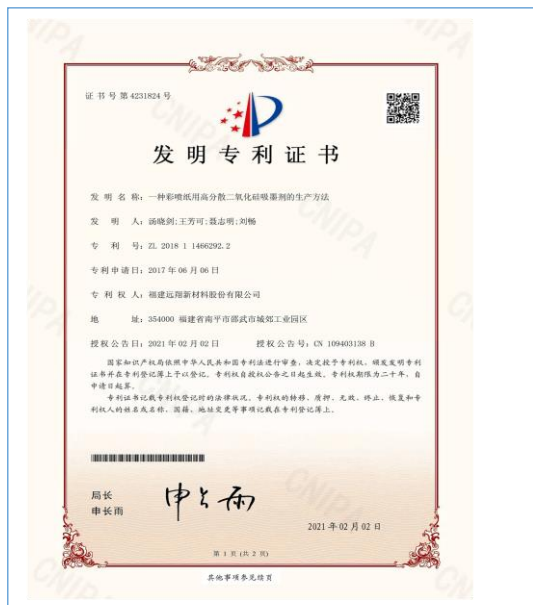 证书号第4231824号
发明专利证书
发明名称：一种彩喷纸用高分散二氧化硅吸墨剂的生产方法
发明人：汤晓剑;王芳可;聂志明;刘畅
专利号：ZL 2018 1 1466292.2
专利申请日：2017年06月06日
专利权人：福建远翔新材料股份有限公司
地址：354000 福建省南平市邵武市城郊工业园区
授权公告日：2021年02月02日 授权公告号：CN 109403138 B
国家知识产权局依照中华人民共和国专利法进行审查，决定授予专利权，颁发发明专利
证书并在专利登记簿上予以登记。专利权自授权公告之日起生效。专利权期限为二十年，自
申请日起算。
专利证书记载专利权登记时的法律状况。专利权的转移、质押、无效、终止、恢复和专
利权人的姓名或名称、国籍、地址变更等事项记载在专利登记簿上。
局长
申长雨
申长雨
2021年02月02日
第 1 页 (共 2 页)
其他事项参见续页
CNIPA